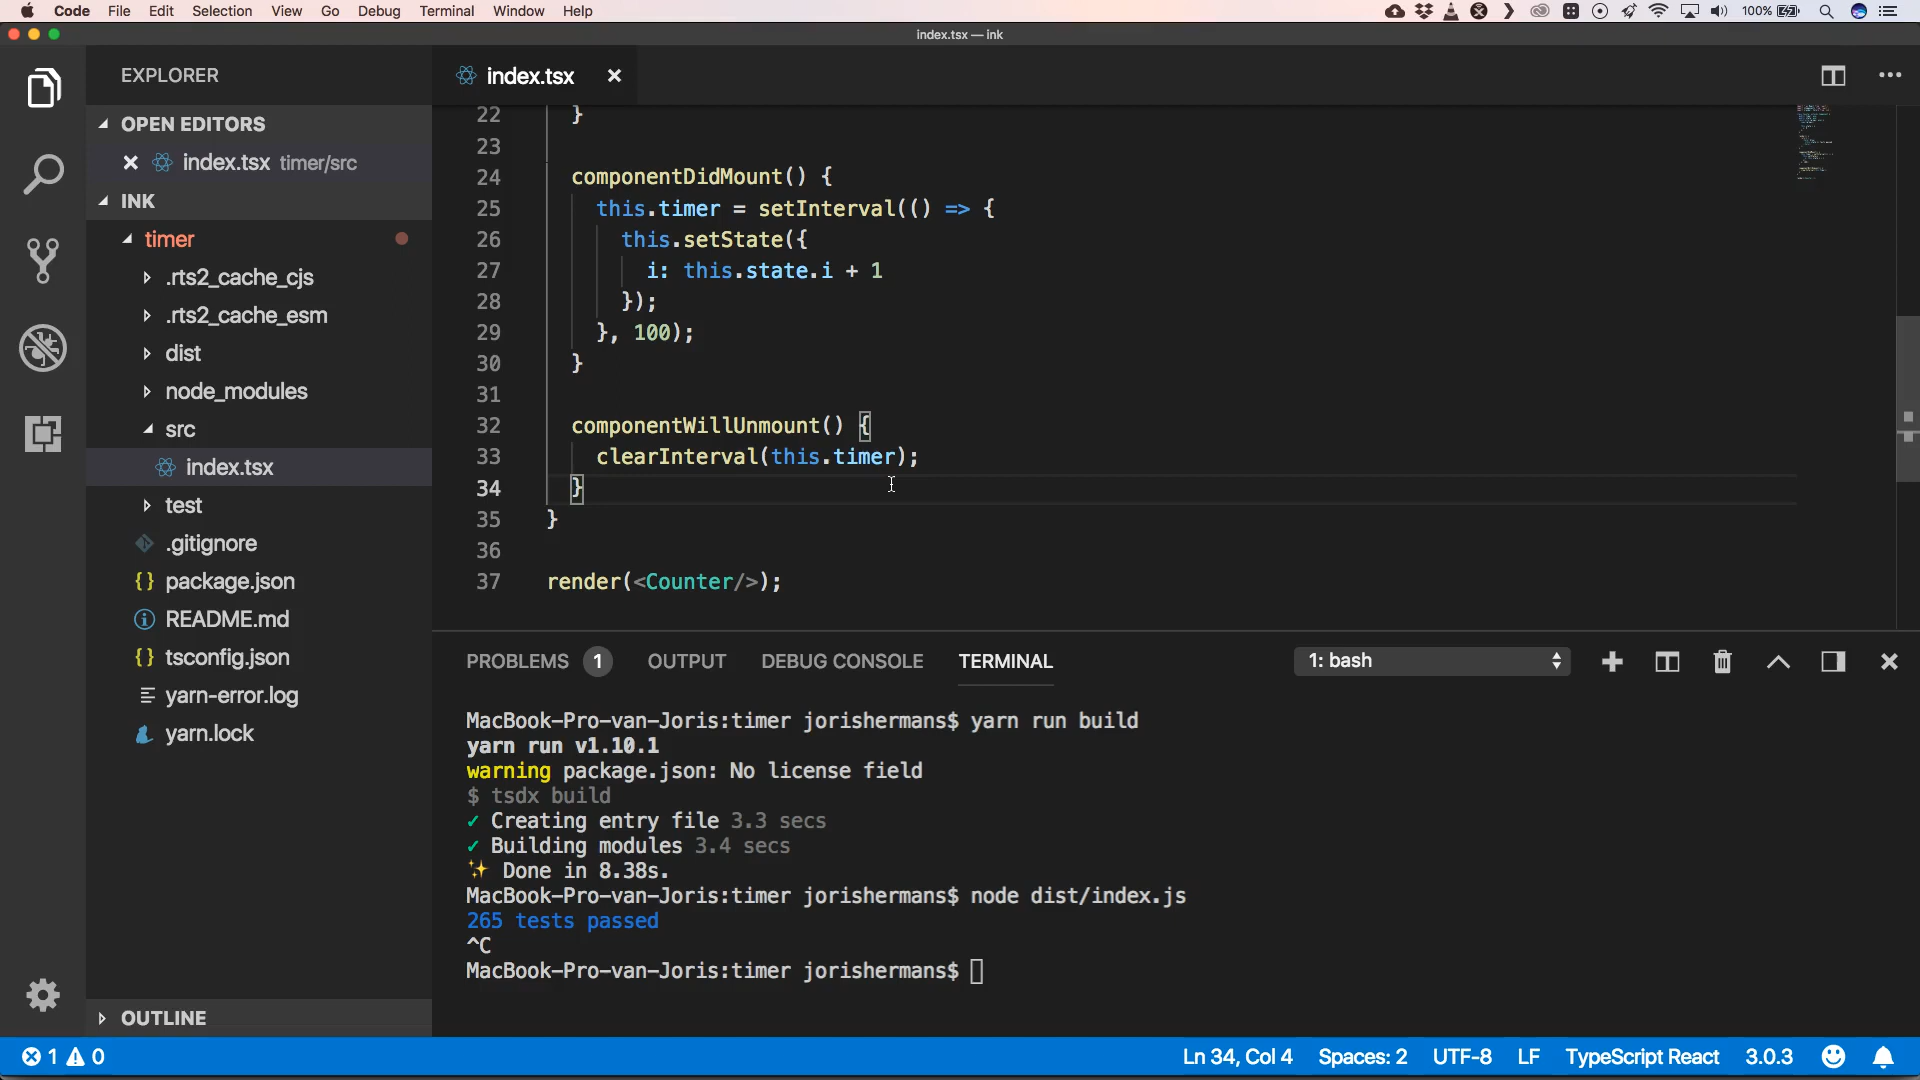 Code File Edit Selection View Go Debug Terminal Window Help 100%
index.tsx — ink
EXPLORER
OPEN EDITORS
index.tsx timer/src
INK
timer
.rts2_cache_cjs
.rts2_cache_esm
dist
node_modules
src
index.tsx
test
.gitignore
package.json
README.md
tsconfig.json
yarn-error.log
yarn.lock
OUTLINE
index.tsx
22 }
23
24 componentDidMount() {
25 this.timer = setInterval(() => {
26 this.setState({
27 i: this.state.i + 1
28 });
29 }, 100);
30 }
31
32 componentWillUnmount() {
33 clearInterval(this.timer);
34 }
35 }
36
37 render(<Counter/>);
PROBLEMS 1 OUTPUT DEBUG CONSOLE TERMINAL 1: bash
MacBook-Pro-van-Joris:timer jorishermans$ yarn run build
yarn run v1.10.1
warning package.json: No license field
$ tsdx build
✓ Creating entry file 3.3 secs
✓ Building modules 3.4 secs
✨ Done in 8.38s.
MacBook-Pro-van-Joris:timer jorishermans$ node dist/index.js
265 tests passed
^C
MacBook-Pro-van-Joris:timer jorishermans$
1 0 Ln 34, Col 4 Spaces: 2 UTF-8 LF TypeScript React 3.0.3